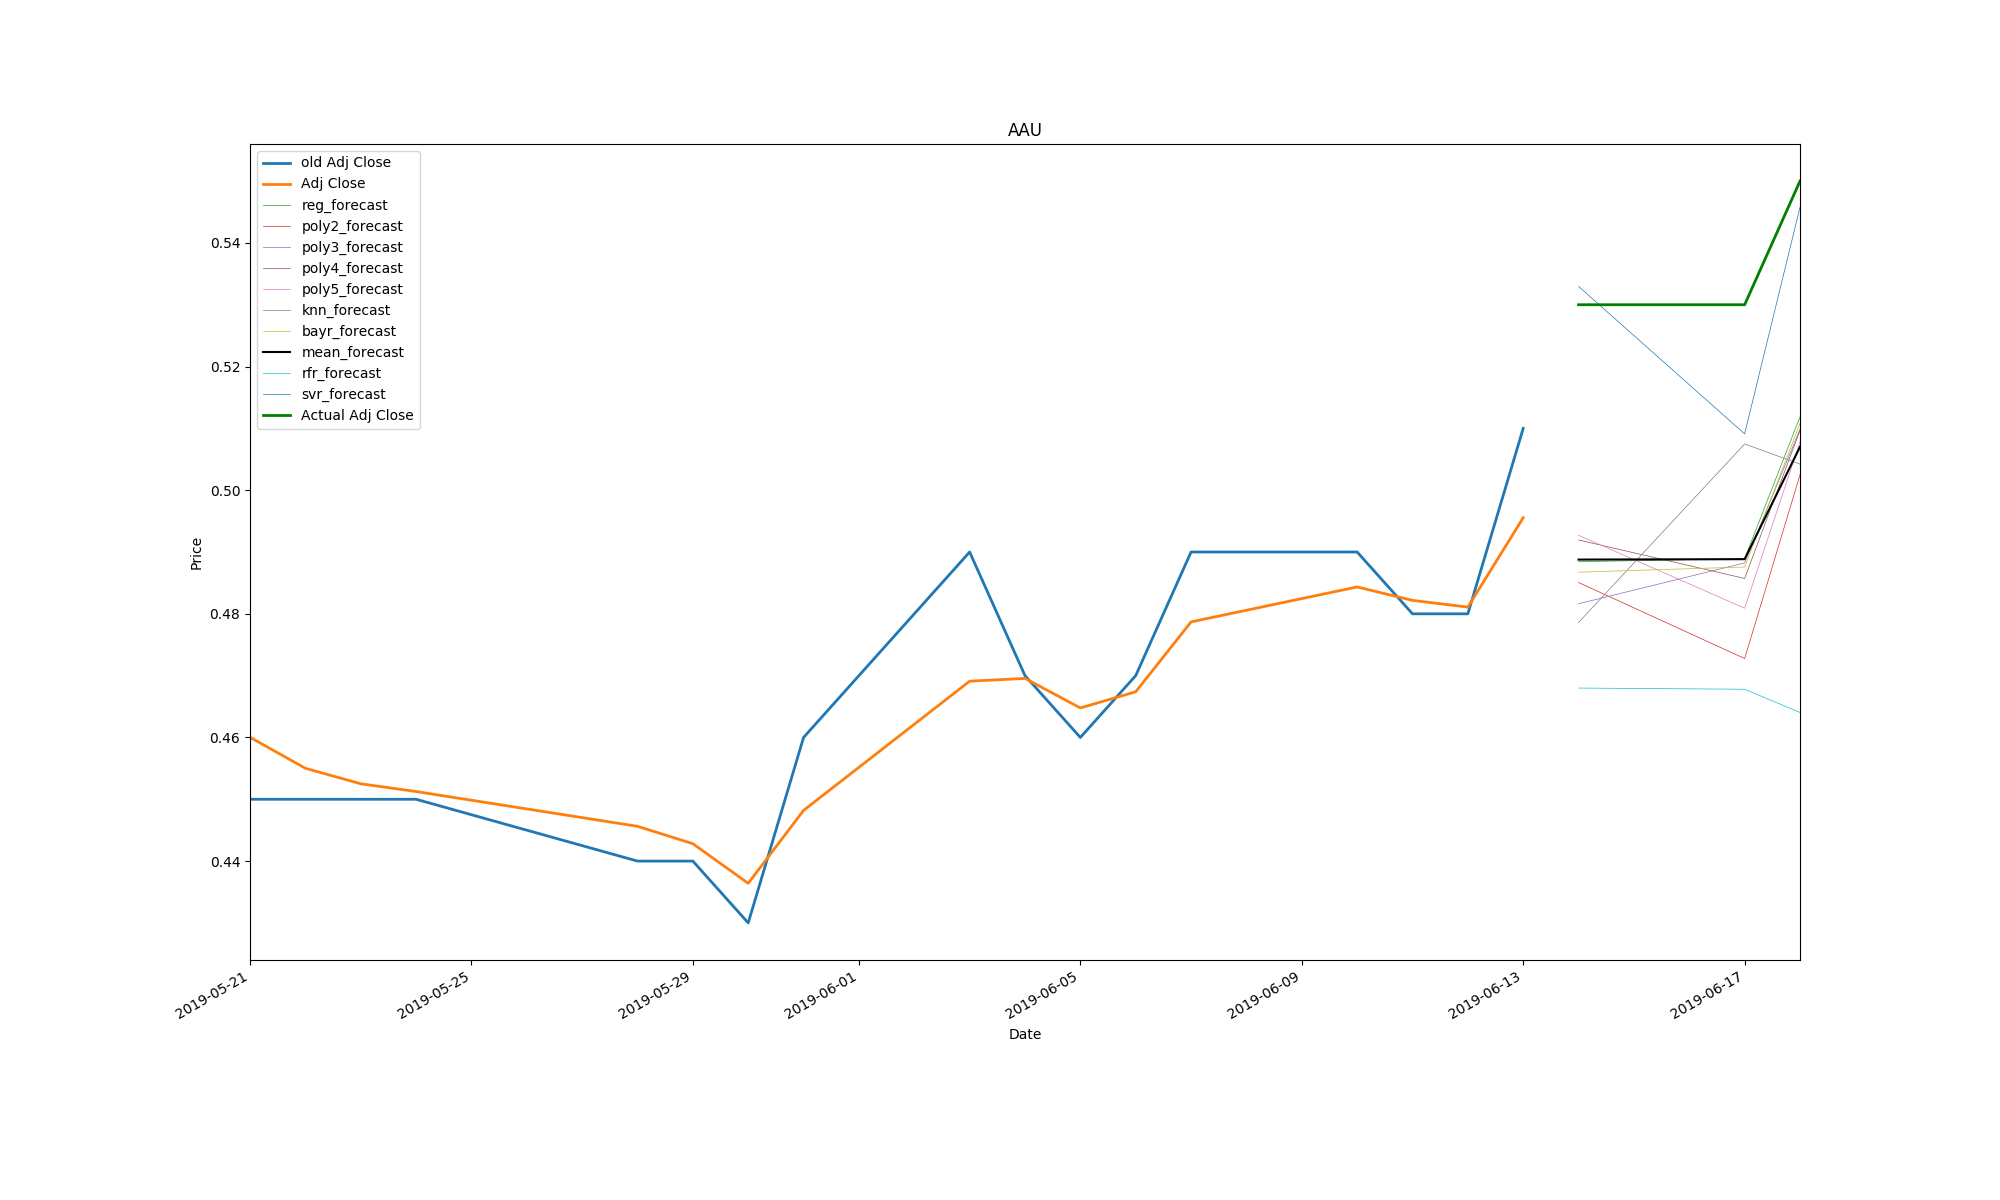 AAU
old Adj Close
Adj Close
reg_forecast
poly2_forecast
poly3_forecast
poly4_forecast
poly5_forecast
knn_forecast
bayr_forecast
mean_forecast
rfr_forecast
svr_forecast
Actual Adj Close
0.54
0.52
0.50
0.48
0.46
0.44
Price
2019-05-21
2019-05-25
2019-05-29
2019-06-01
2019-06-05
2019-06-09
2019-06-13
2019-06-17
Date